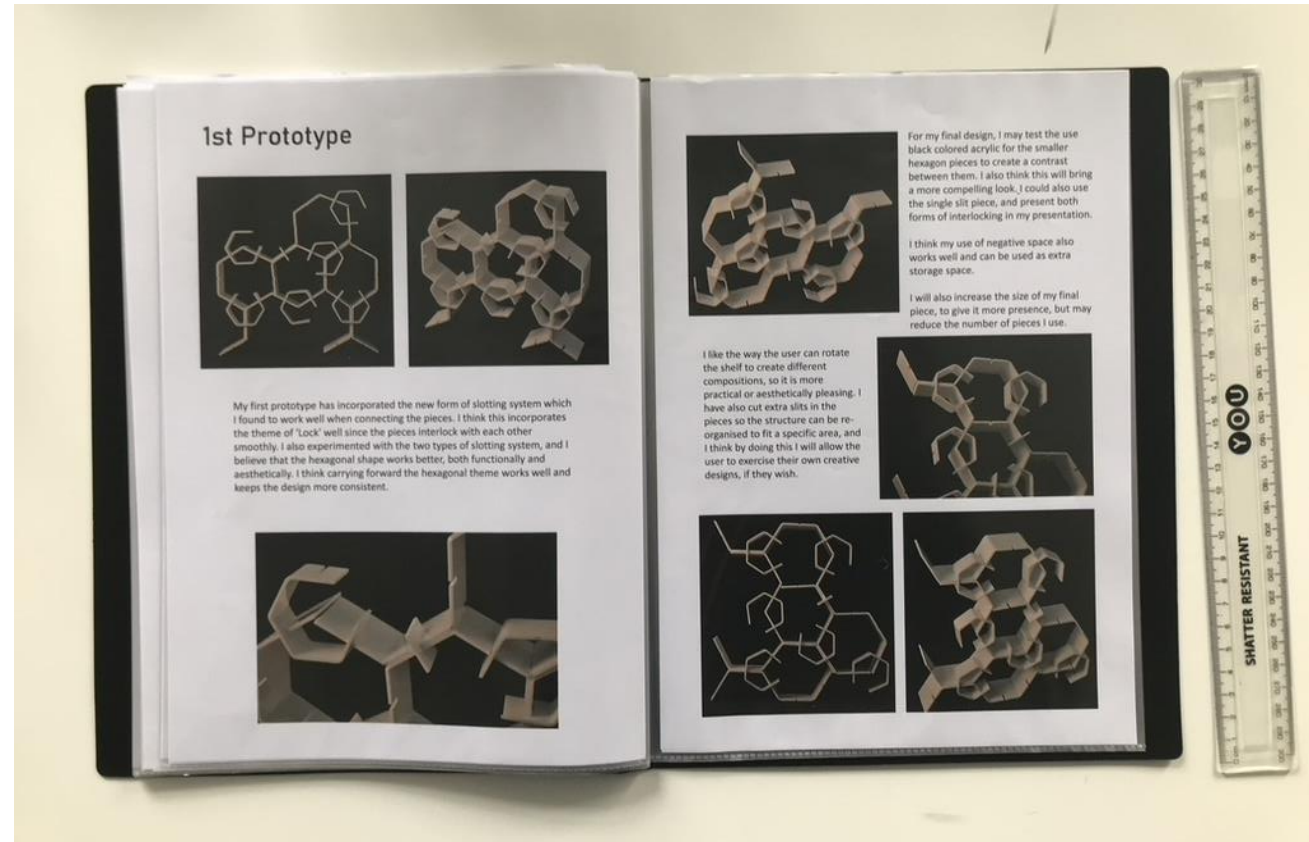 1st Prototype
My first prototype has incorporated the new form of slotting system which
I found to work well when connecting the pieces. I think this incorporates
the theme of 'Lock' well since the pieces interlock with each other
smoothly. I also experimented with the two types of slotting system, and I
believe that the hexagonal shape works better, both functionally and
aesthetically. I think carrying forward the hexagonal theme works well and
keeps the design more consistent.
For my final design, I may test the use
black colored acrylic for the smaller
hexagon pieces to create a contrast
between them. I also think this will bring
a more compelling look. I could also use
the single slit piece, and present both
forms of interlocking in my presentation.
I think my use of negative space also
works well and can be used as extra
storage space.
I will also increase the size of my final
piece, to give it more presence, but may
reduce the number of pieces I use.
I like the way the user can rotate
the shelf to create different
compositions, so it is more
practical or aesthetically pleasing. I
have also cut extra slits in the
pieces so the structure can be re-
organised to fit a specific area, and
I think by doing this I will allow the
user to exercise their own creative
designs, if they wish.
YOU
SHATTER RESISTANT